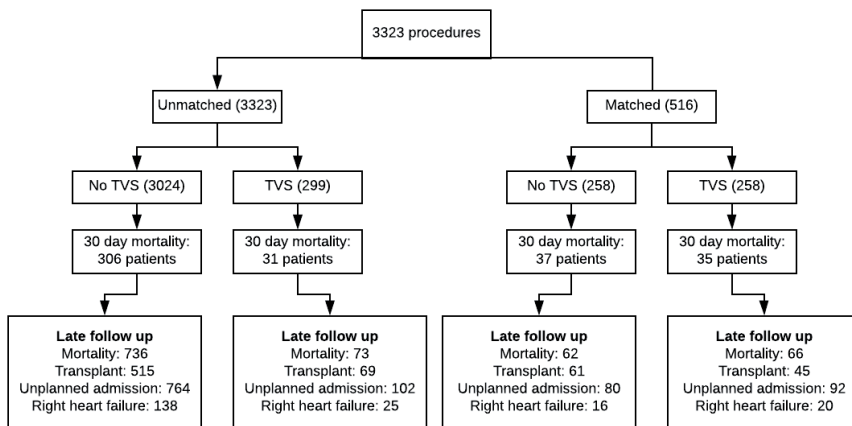 3323 procedures
Unmatched (3323)
Matched (516)
No TVS (3024)
TVS (299)
No TVS (258)
TVS (258)
30 day mortality:
306 patients
30 day mortality:
31 patients
30 day mortality:
37 patients
30 day mortality:
35 patients
Late follow up
Mortality: 736
Transplant: 515
Unplanned admission: 764
Right heart failure: 138
Late follow up
Mortality: 73
Transplant: 69
Unplanned admission: 102
Right heart failure: 25
Late follow up
Mortality: 62
Transplant: 61
Unplanned admission: 80
Right heart failure: 16
Late follow up
Mortality: 66
Transplant: 45
Unplanned admission: 92
Right heart failure: 20